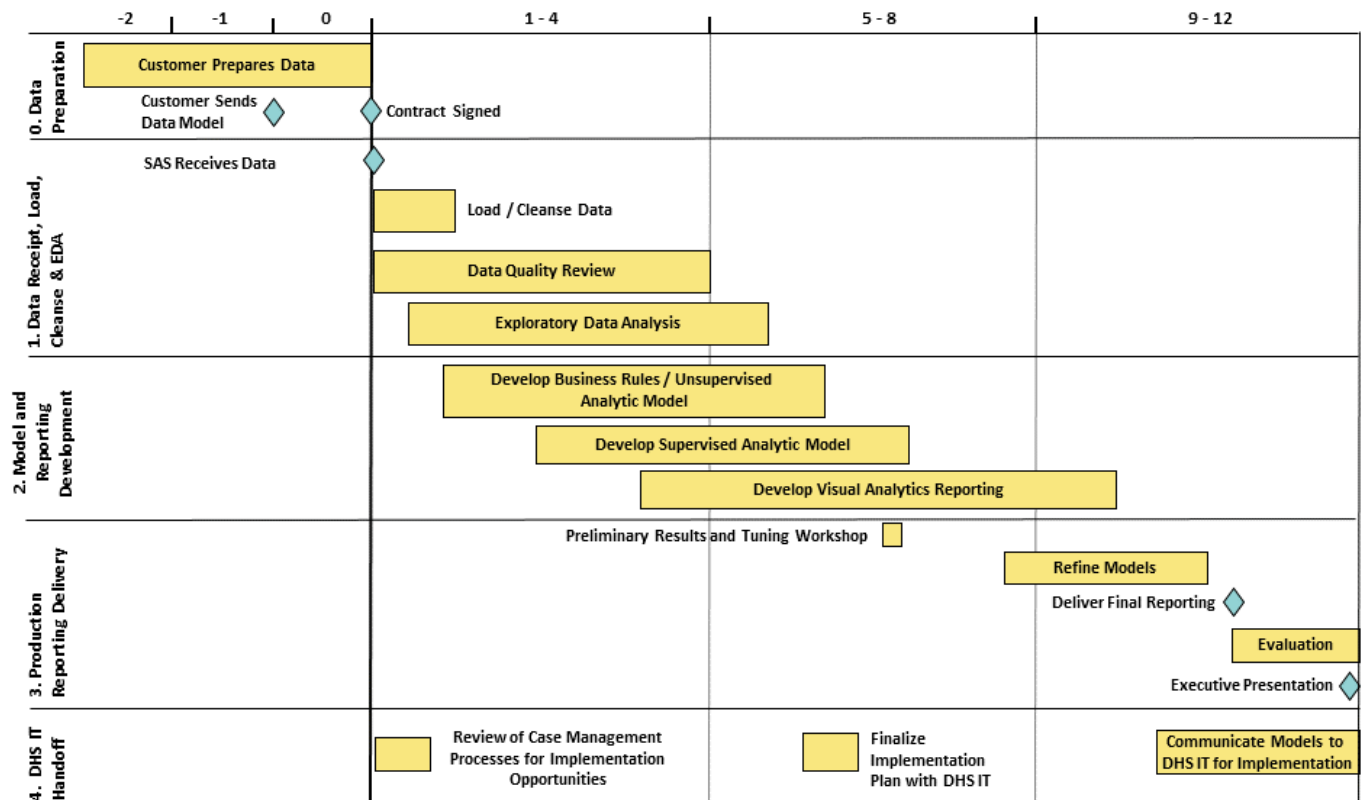 -2 -1 0 1 - 4 5 - 8 9 - 12
0. Data
Preparation
Customer Prepares Data
Customer Sends
Data Model
Contract Signed
1. Data Receipt, Load,
Cleanse & EDA
SAS Receives Data
Load / Cleanse Data
Data Quality Review
Exploratory Data Analysis
2. Model and
Reporting
Development
Develop Business Rules / Unsupervised
Analytic Model
Develop Supervised Analytic Model
Develop Visual Analytics Reporting
3. Production
Reporting Delivery
Preliminary Results and Tuning Workshop
Refine Models
Deliver Final Reporting
Evaluation
Executive Presentation
4. DHS IT
Handoff
Review of Case Management
Processes for Implementation
Opportunities
Finalize
Implementation
Plan with DHS IT
Communicate Models to
DHS IT for Implementation